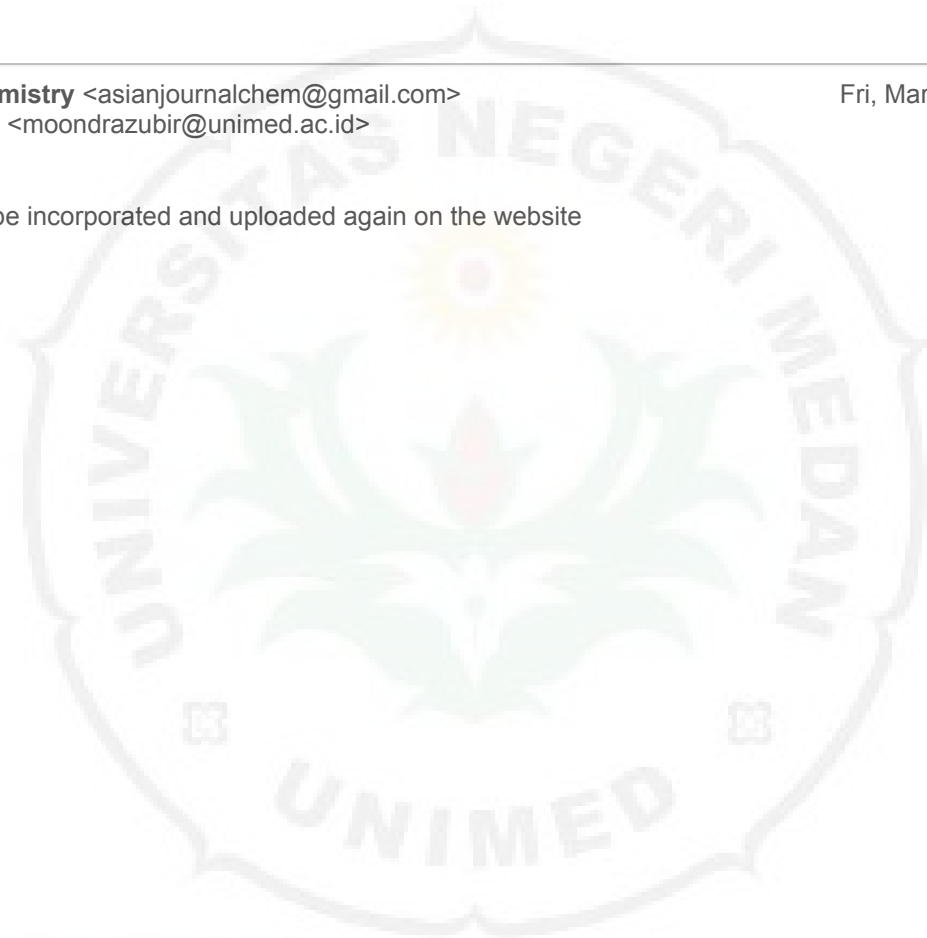 mistry <asianjournalchem@gmail.com> Fri, Mar
<moondrazubir@unimed.ac.id>
be incorporated and uploaded again on the website
UNIVERSITAS NEGERI MEDAN
UNIMED